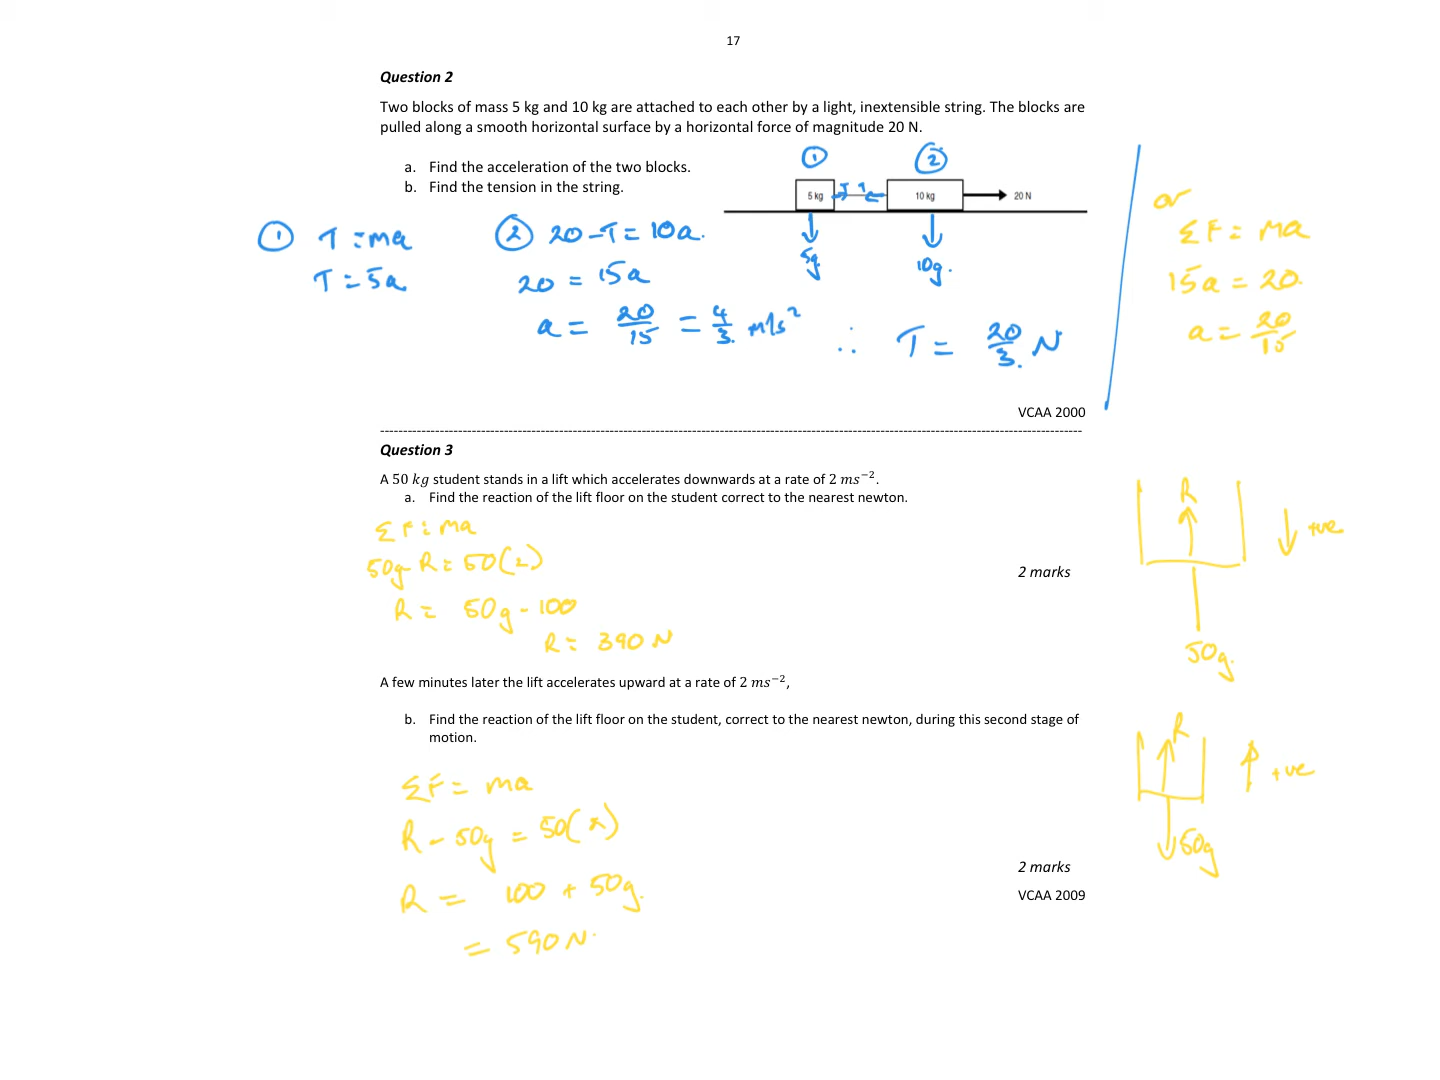 17
Question 2
Two blocks of mass 5 kg and 10 kg are attached to each other by a light, inextensible string. The blocks are
pulled along a smooth horizontal surface by a horizontal force of magnitude 20 N.
a. Find the acceleration of the two blocks.
b. Find the tension in the string.
① ②
5 kg T T 10 kg 20 N
5g 10g.
① T = ma
T = 5a
② 20 - T = 10a.
20 = 15a
a = 20/15 = 4/3. m/s²
∴ T = 20/3. N
or
ΣF = ma
15a = 20.
a = 20/15
VCAA 2000
Question 3
A 50 kg student stands in a lift which accelerates downwards at a rate of 2 ms⁻².
a. Find the reaction of the lift floor on the student correct to the nearest newton.
ΣF = ma
50g R = 50(2)
R = 50g - 100
R = 390 N
2 marks
R
+ve
50g.
A few minutes later the lift accelerates upward at a rate of 2 ms⁻²,
b. Find the reaction of the lift floor on the student, correct to the nearest newton, during this second stage of
motion.
ΣF = ma
R - 50g = 50(2)
R = 100 + 50g.
= 590 N.
R
+ve
50g
2 marks
VCAA 2009